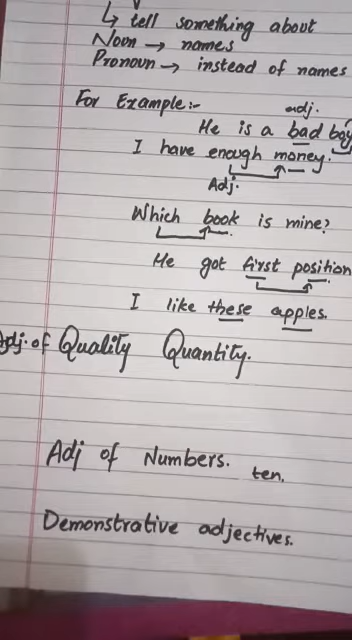 ↳ tell something about
Noun → names
Pronoun → instead of names
For Example:-
adj.
He is a bad boy
I have enough money.
Adj.
Which book is mine?
He got first position
I like these apples.
Adj. of Quality Quantity.
Adj of Numbers. ten.
Demonstrative adjectives.